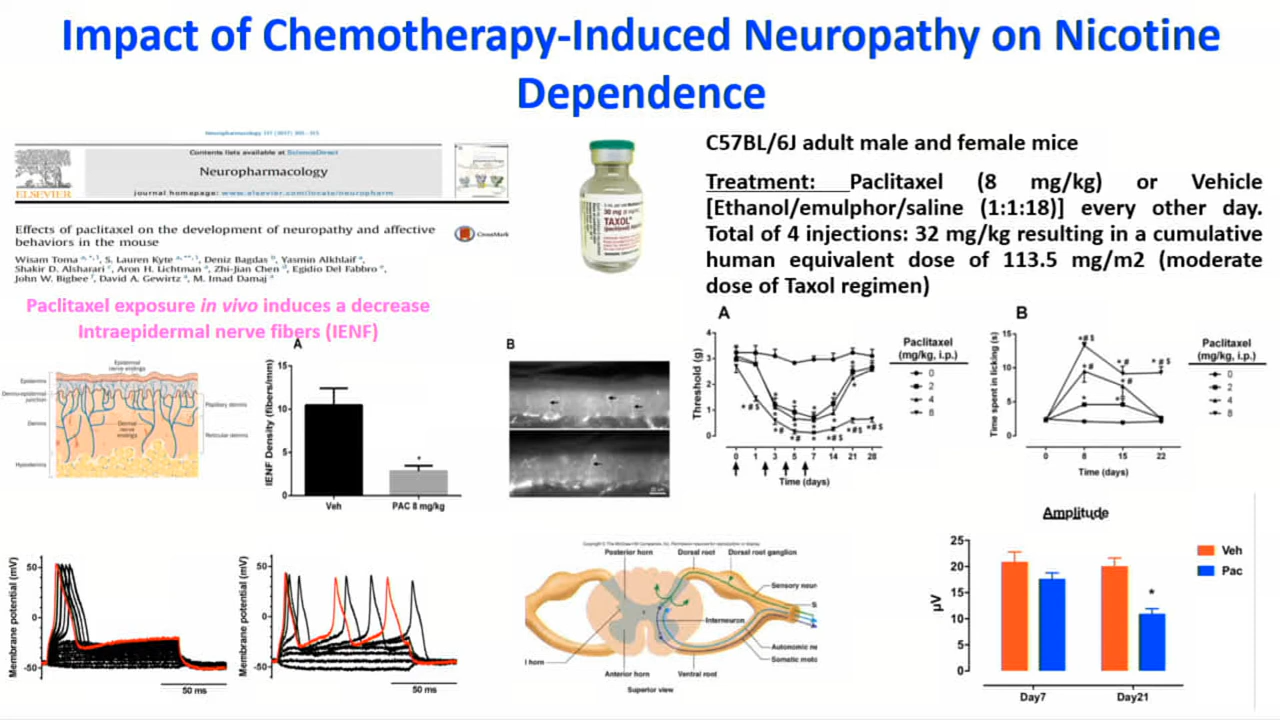 Impact of Chemotherapy-Induced Neuropathy on Nicotine
Dependence
Contents lists available at ScienceDirect
Neuropharmacology
journal homepage: www.elsevier.com/locate/neuropharm
ELSEVIER
Effects of paclitaxel on the development of neuropathy and affective
behaviors in the mouse
CrossMark
Wisam Toma, S. Lauren Kyte, Deniz Bagdas, Yasmin Alkhlaif,
Shakir D. Alsharari, Aron H. Lichtman, Zhi-Jian Chen, Egidio Del Fabbro,
John W. Bigbee, David A. Gewirtz, M. Imad Damaj
Paclitaxel exposure in vivo induces a decrease
Intraepidermal nerve fibers (IENF)
30 mg
TAXOL
C57BL/6J adult male and female mice
Treatment: Paclitaxel (8 mg/kg) or Vehicle
[Ethanol/emulphor/saline (1:1:18)] every other day.
Total of 4 injections: 32 mg/kg resulting in a cumulative
human equivalent dose of 113.5 mg/m2 (moderate
dose of Taxol regimen)
Epidermal
nerve endings
Epidermis
Dermo-epidermal
junction
Papillary dermis
Dermis
Dermal
nerve
endings
Reticular dermis
Hypodermis
A
IENF Density (fibers/mm)
15
10
5
0
*
Veh
PAC 8 mg/kg
B
A
Threshold (g)
4
3
2
1
0
*#$
*#
*#
*#$
*#$
*#$
0 1 3 5 7 14 21 28
Time (days)
Paclitaxel
(mg/kg, i.p.)
0
2
4
8
B
Time spent in licking (s)
15
10
5
0
*#$
*#
*#
*#$
*#
0 8 15 22
Time (days)
Paclitaxel
(mg/kg, i.p.)
0
2
4
8
Membrane potential (mV)
50
0
-50
50 ms
Membrane potential (mV)
50
0
-50
50 ms
Posterior horn
Dorsal root
Dorsal root ganglion
Sensory neur
S
Interneuron
Autonomic ne
Somatic moto
l horn
Anterior horn
Ventral root
Superior view
Amplitude
µV
25
20
15
10
5
0
*
Day7
Day21
Veh
Pac